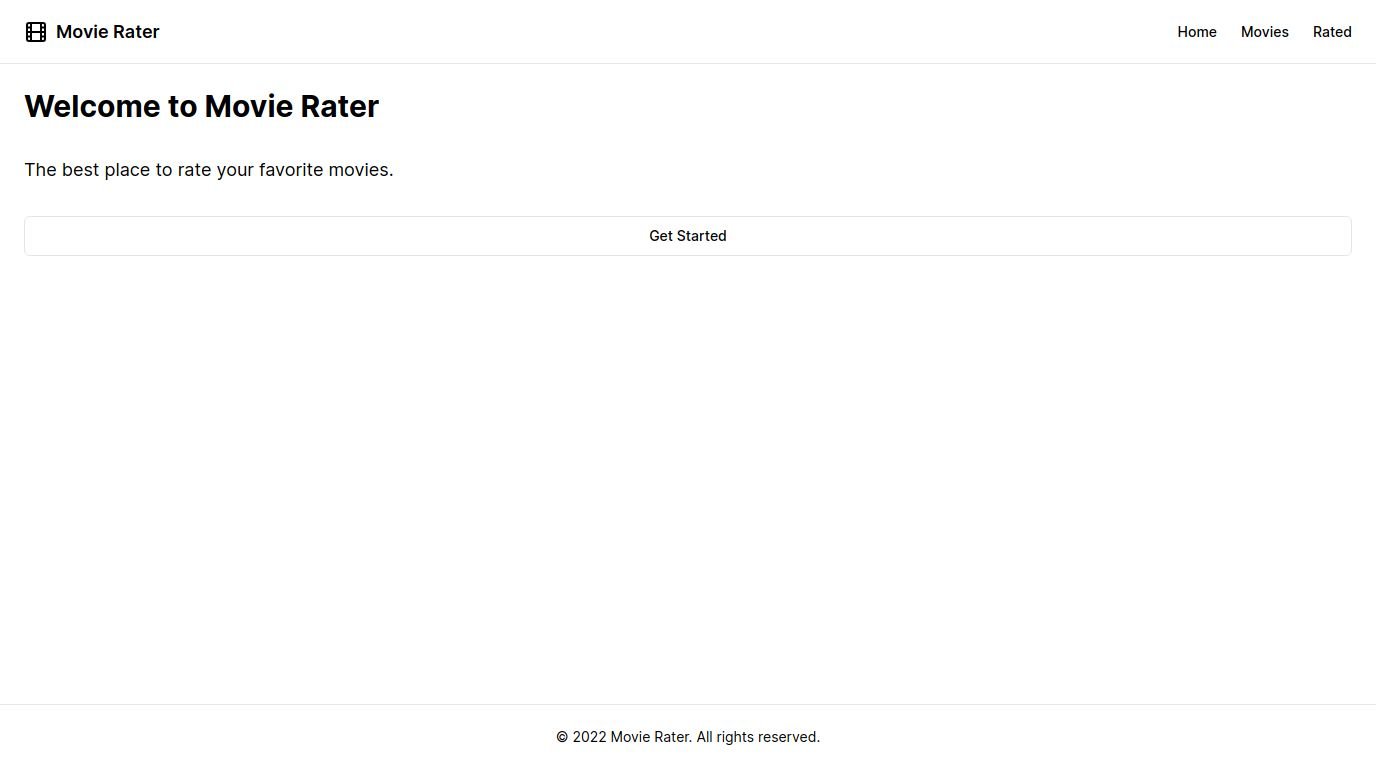 Movie Rater
Home
Movies
Rated
Welcome to Movie Rater
The best place to rate your favorite movies.
Get Started
© 2022 Movie Rater. All rights reserved.